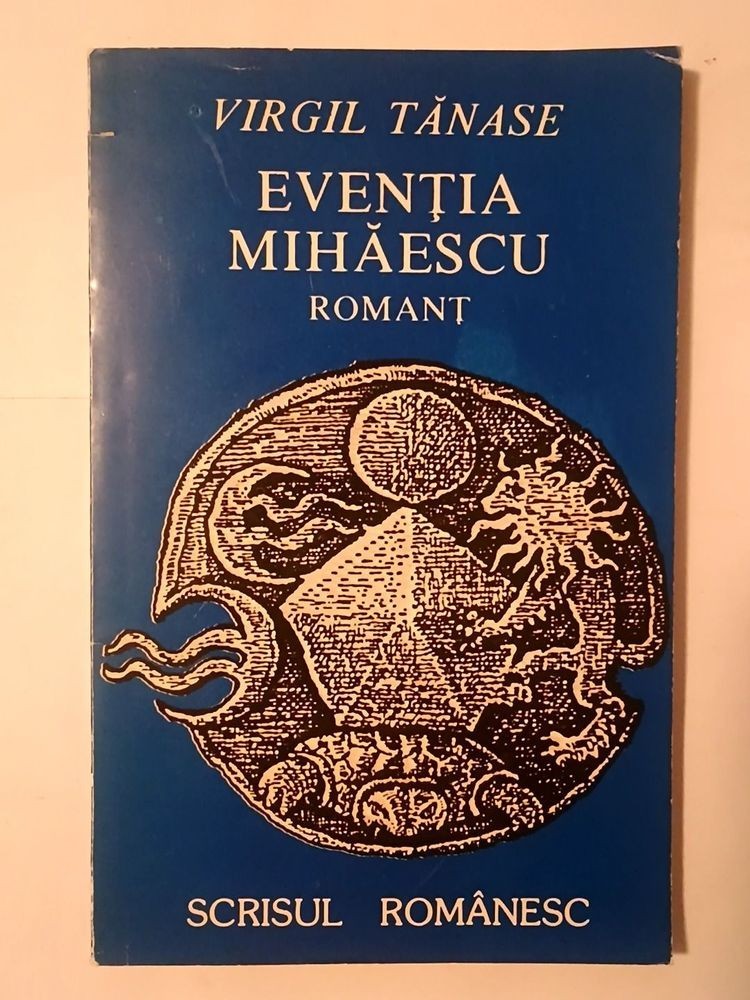 VIRGIL TĂNASE
EVENŢIA
MIHĂESCU
ROMANŢ
SCRISUL ROMÂNESC